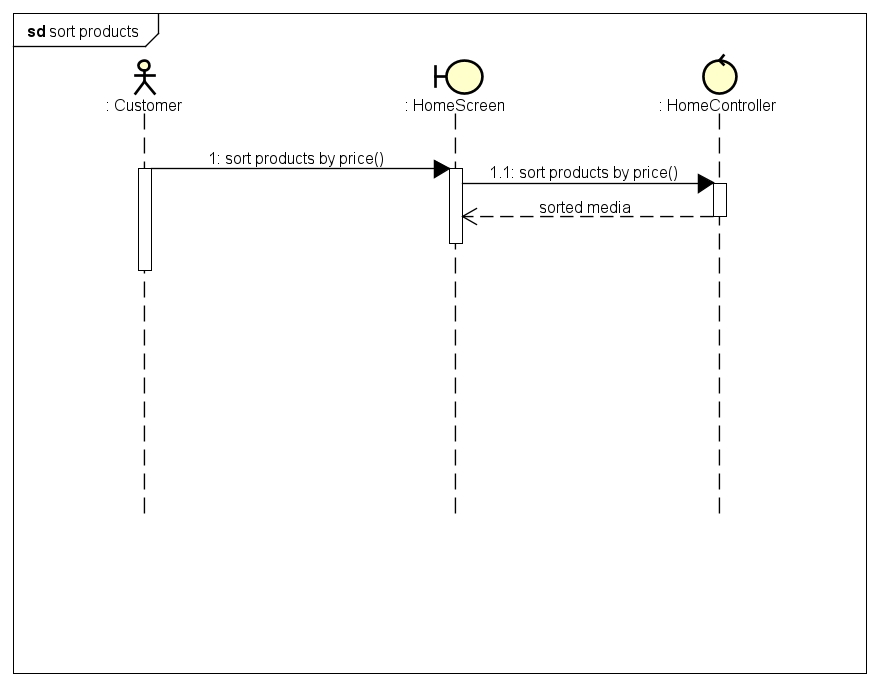 sd sort products
: Customer
: HomeScreen
: HomeController
1: sort products by price()
1.1: sort products by price()
sorted media